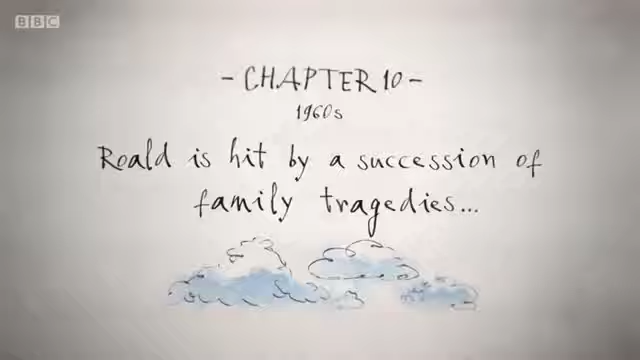 BBC
- CHAPTER 10 -
1960s
Roald is hit by a succession of
family tragedies...